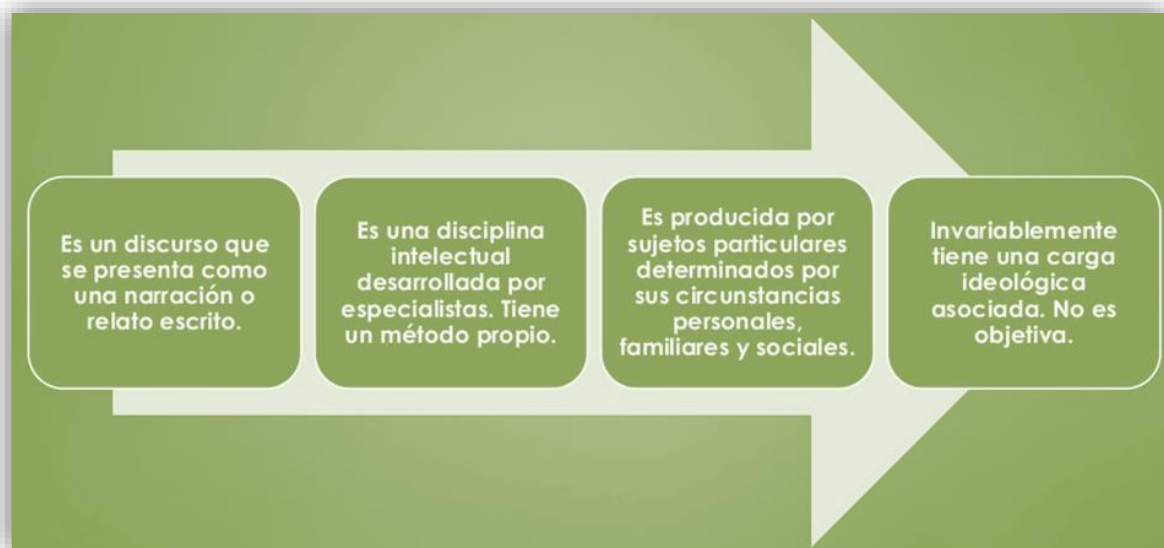 Es un discurso que
se presenta como
una narración o
relato escrito.
Es una disciplina
intelectual
desarrollada por
especialistas. Tiene
un método propio.
Es producida por
sujetos particulares
determinados por
sus circunstancias
personales,
familiares y sociales.
Invariablemente
tiene una carga
ideológica
asociada. No es
objetiva.